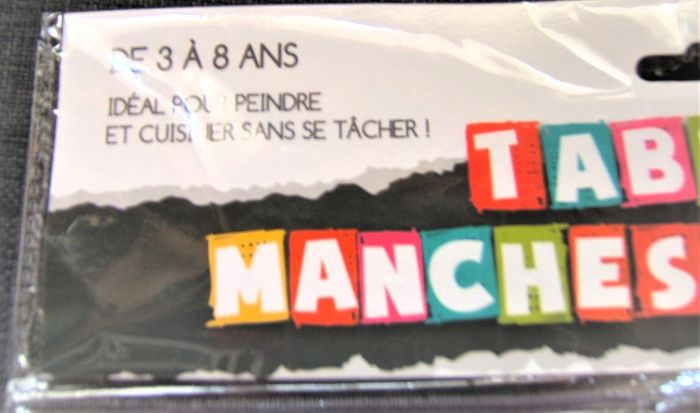 DE 3 À 8 ANS
IDÉAL POUR PEINDRE
ET CUISINER SANS SE TÂCHER !
TAB
MANCHES